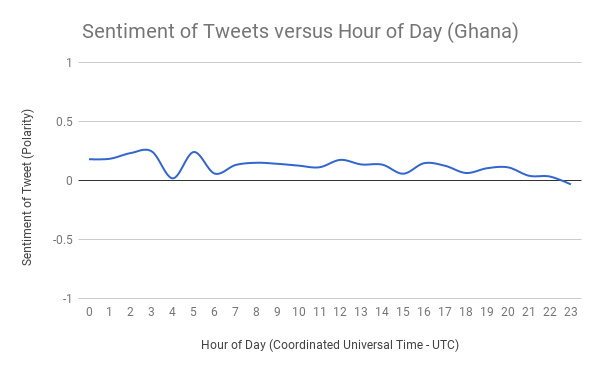 Sentiment of Tweets versus Hour of Day (Ghana)
Sentiment of Tweet (Polarity)
1
0.5
0
-0.5
-1
0 1 2 3 4 5 6 7 8 9 10 11 12 13 14 15 16 17 18 19 20 21 22 23
Hour of Day (Coordinated Universal Time - UTC)